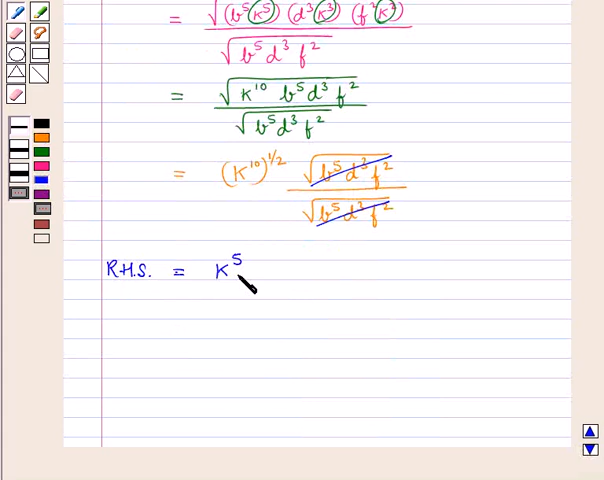 = √(b⁵k⁵) (d³k³) (f²k²) / √b⁵d³f²
= √k¹⁰ b⁵d³f² / √b⁵d³f²
= (k¹⁰)^1/2 √b⁵d³f² / √b⁵d³f²
R.H.S. = k⁵